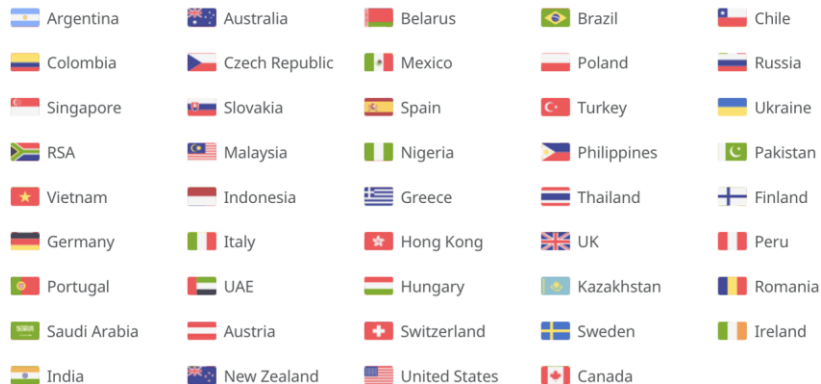 Argentina Australia Belarus Brazil Chile
Colombia Czech Republic Mexico Poland Russia
Singapore Slovakia Spain Turkey Ukraine
RSA Malaysia Nigeria Philippines Pakistan
Vietnam Indonesia Greece Thailand Finland
Germany Italy Hong Kong UK Peru
Portugal UAE Hungary Kazakhstan Romania
Saudi Arabia Austria Switzerland Sweden Ireland
India New Zealand United States Canada